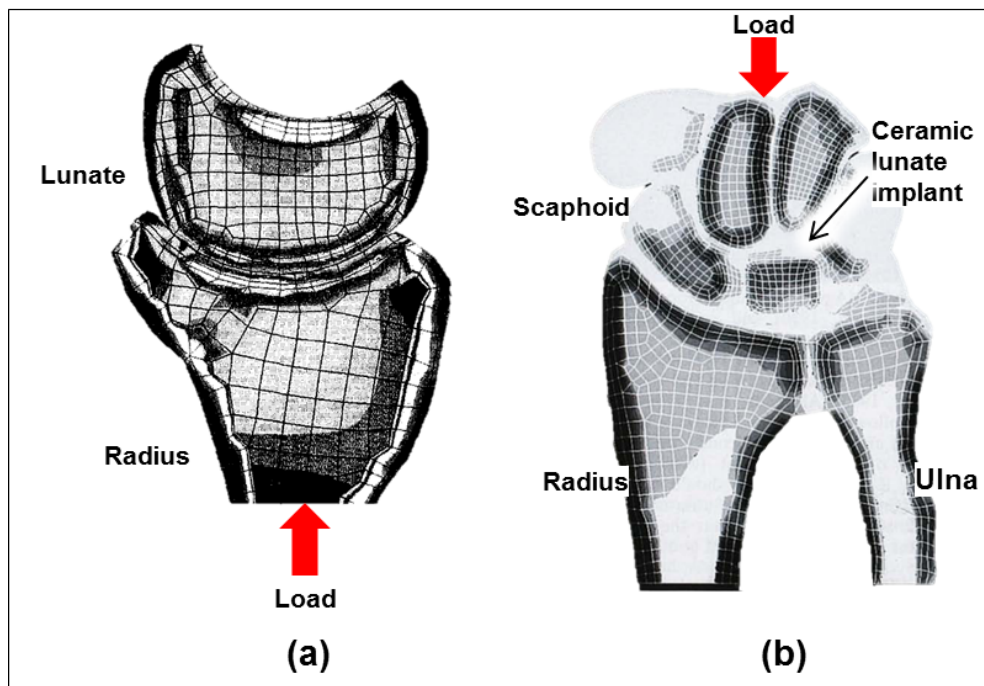 Lunate
Radius
Load
(a)
Load
Ceramic
lunate
implant
Scaphoid
Radius
Ulna
(b)